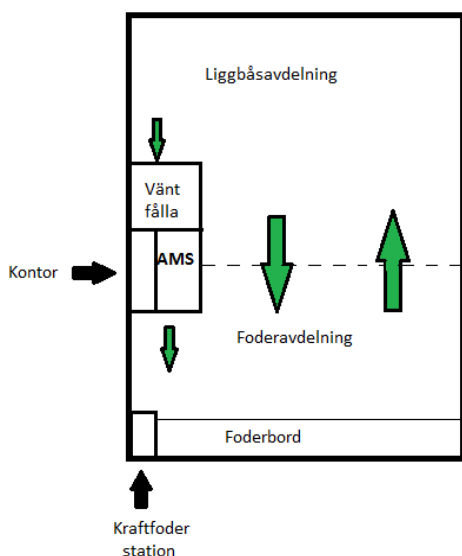 Liggbåsavdelning
Vänt
fålla
AMS
Kontor
Foderavdelning
Foderbord
Kraftfoder
station